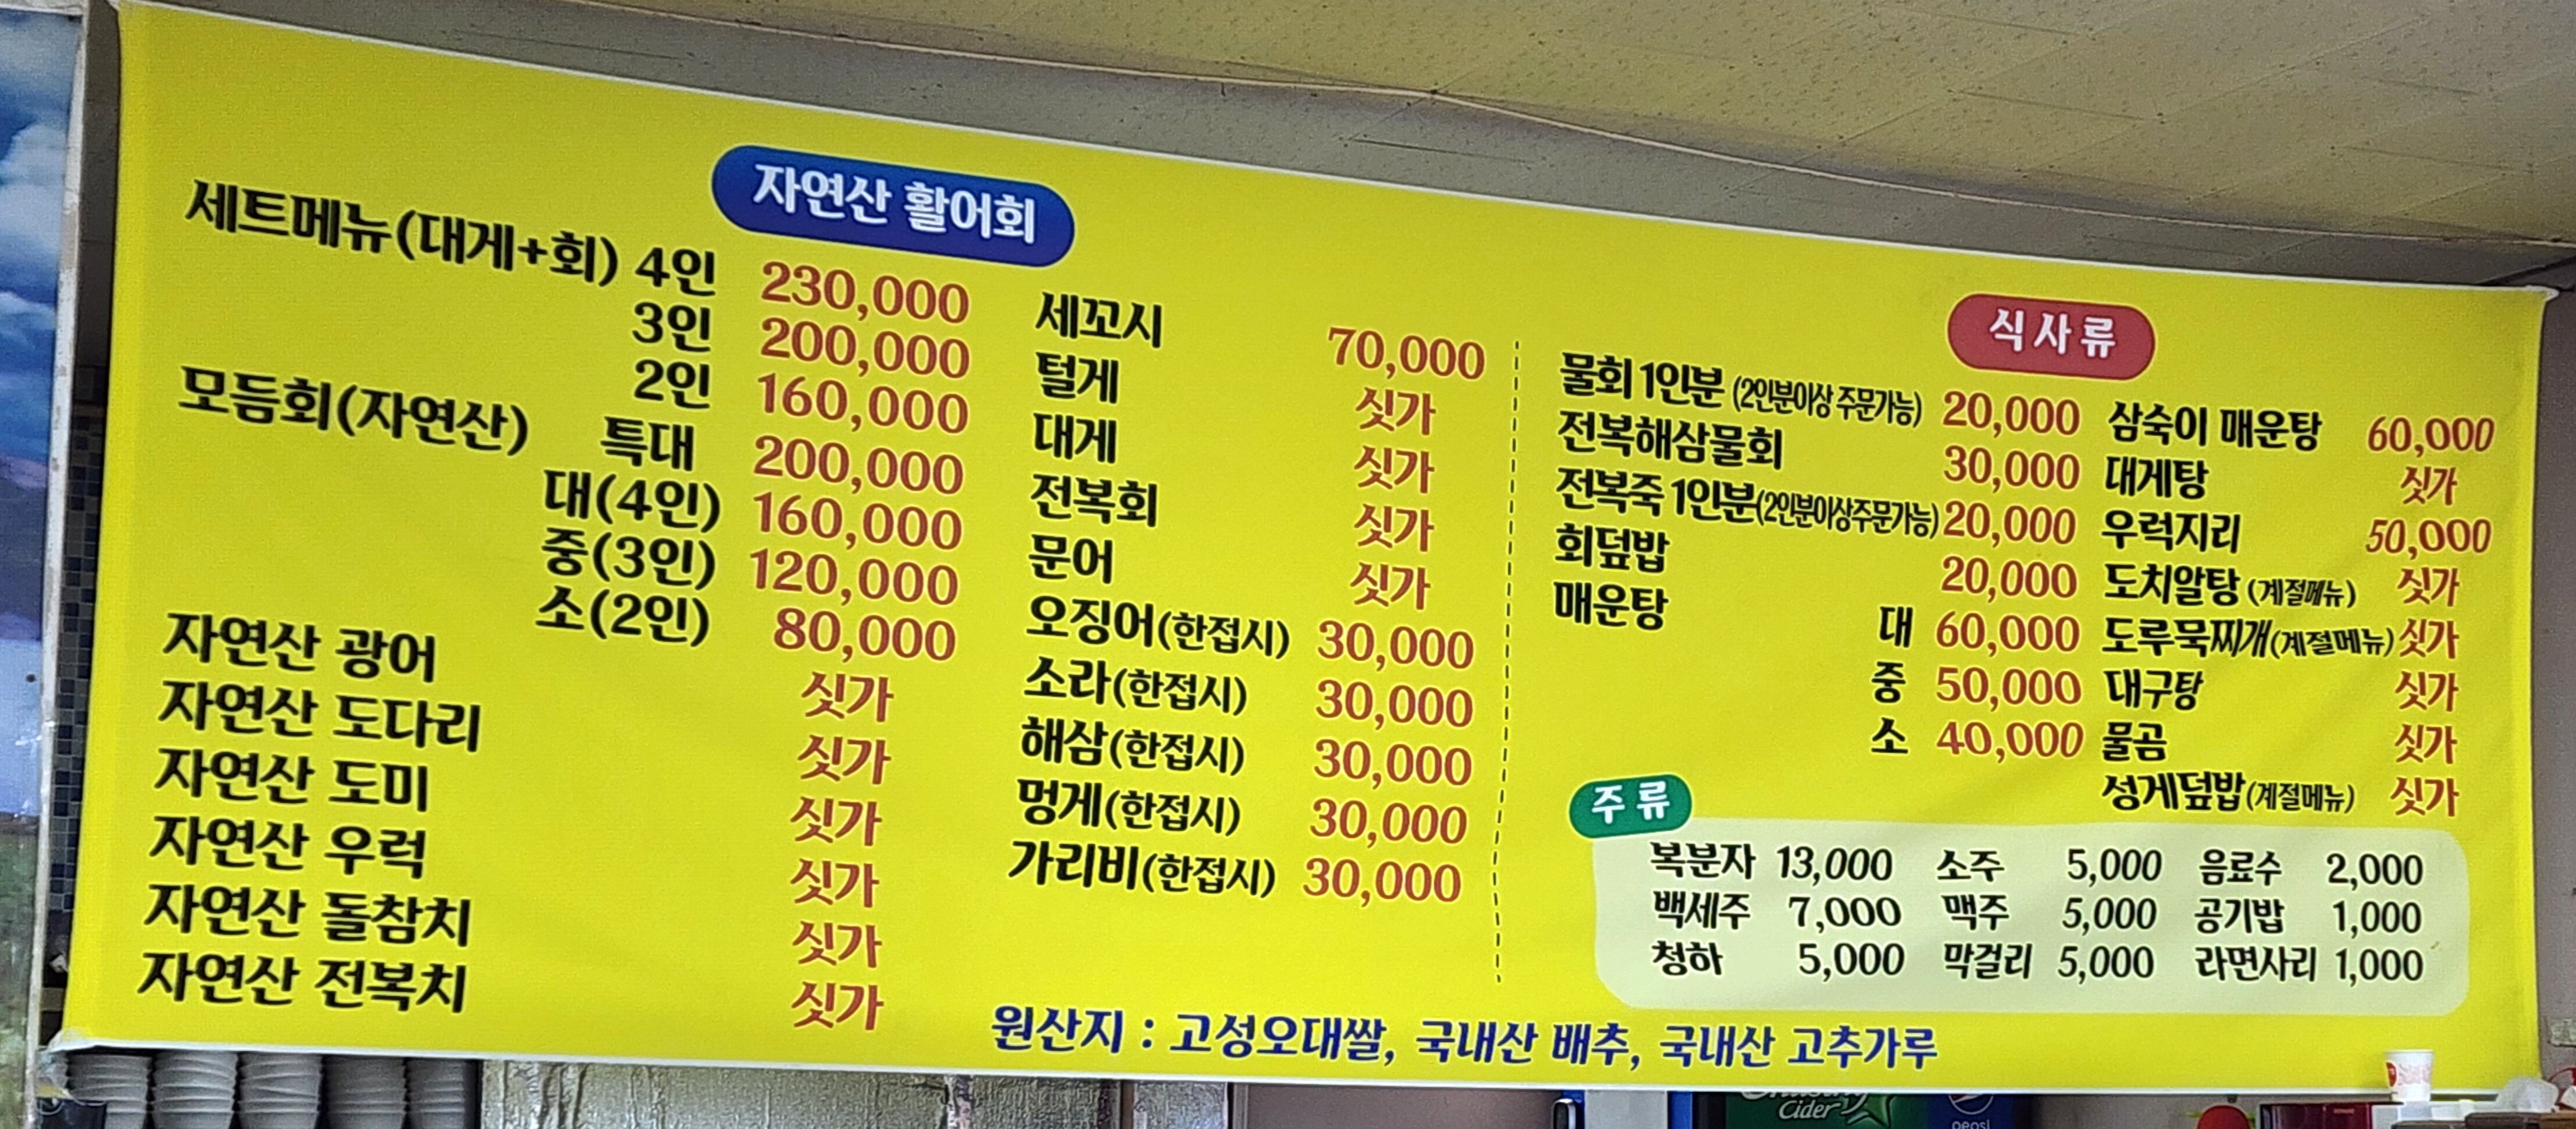 자연산 활어회
세트메뉴(대게+회) 4인 230,000
3인 200,000
2인 160,000
모듬회(자연산) 특대 200,000
대(4인) 160,000
중(3인) 120,000
소(2인) 80,000
자연산 광어 싯가
자연산 도다리 싯가
자연산 도미 싯가
자연산 우럭 싯가
자연산 돌참치 싯가
자연산 전복치 싯가
세꼬시 70,000
털게 싯가
대게 싯가
전복회 싯가
문어 싯가
오징어(한접시) 30,000
소라(한접시) 30,000
해삼(한접시) 30,000
멍게(한접시) 30,000
가리비(한접시) 30,000
식사류
물회 1인분 (2인분이상 주문가능) 20,000
전복해삼물회 30,000
전복죽 1인분(2인분이상주문가능) 20,000
회덮밥 20,000
매운탕 대 60,000
중 50,000
소 40,000
삼숙이 매운탕 60,000
대게탕 싯가
우럭지리 50,000
도치알탕 (계절메뉴) 싯가
도루묵찌개(계절메뉴) 싯가
대구탕 싯가
물곰 싯가
성게덮밥(계절메뉴) 싯가
주류
복분자 13,000 소주 5,000 음료수 2,000
백세주 7,000 맥주 5,000 공기밥 1,000
청하 5,000 막걸리 5,000 라면사리 1,000
원산지 : 고성오대쌀, 국내산 배추, 국내산 고추가루
Cider
pepsi